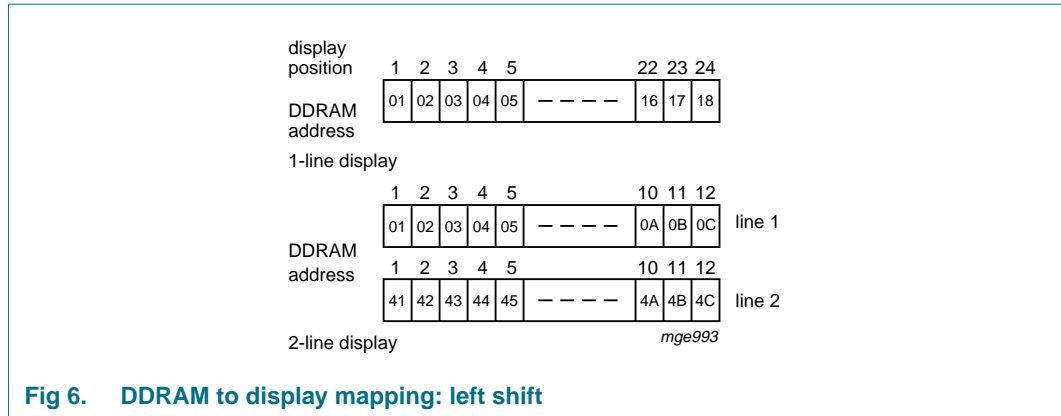 display
position 1 2 3 4 5 22 23 24
01 02 03 04 05 16 17 18
DDRAM
address
1-line display
1 2 3 4 5 10 11 12
01 02 03 04 05 0A 0B 0C line 1
DDRAM
address 1 2 3 4 5 10 11 12
41 42 43 44 45 4A 4B 4C line 2
2-line display mge993
Fig 6. DDRAM to display mapping: left shift